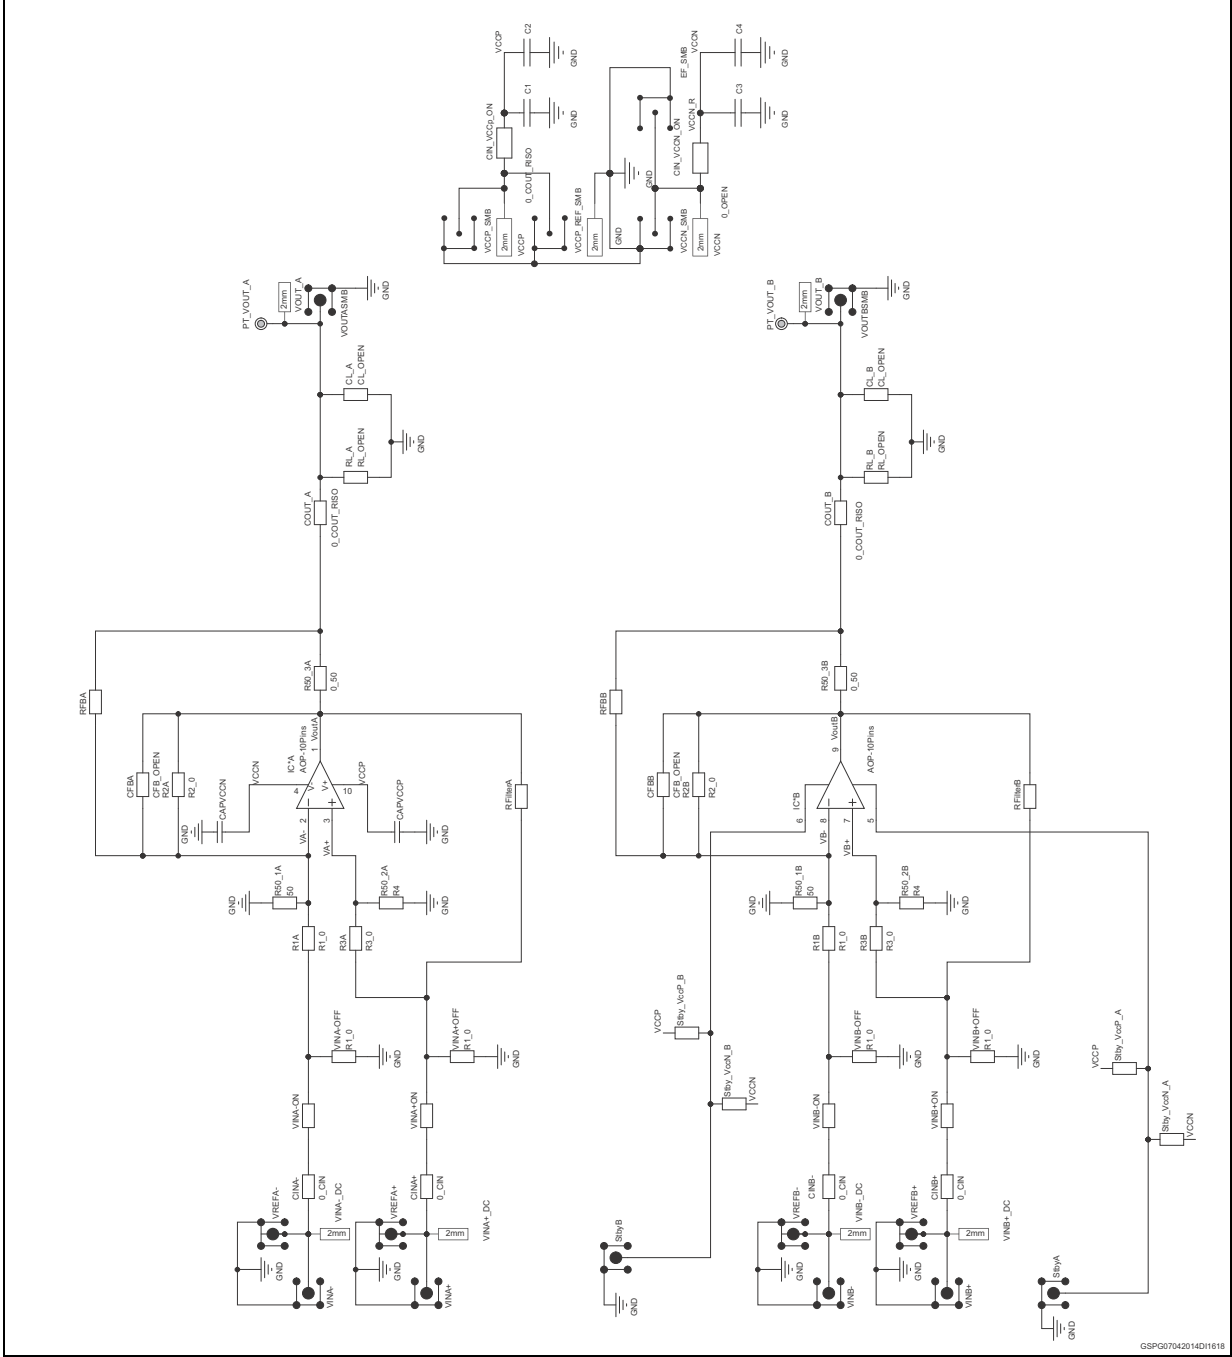 VCCP
C2
GND
C1
GND
CIN_VCCp_ON
0_COUT_RISO
VCCP_SMB
2mm
VCCP
VCCP_REF_SMB
2mm
GND
GND
VCCN
C4
GND
EF_SMB
VCCN_R
C3
GND
CIN_VCCN_ON
0_OPEN
VCCN_SMB
2mm
VCCN
PT_VOUT_A
2mm
VOUT_A
VOUTASMB
GND
CL_A
CL_OPEN
RL_A
RL_OPEN
GND
COUT_A
0_COUT_RISO
R50_3A
0_50
RFBA
CFBA
CFB_OPEN
R2A
R2_0
VCCN
GND
CAPVCCN
IC*A
AOP-10Pins
VoutA
1
4
V-
V+
10
2
3
VA-
VA+
VCCP
CAPVCCP
GND
RFilterA
GND
R50_1A
50
R50_2A
R4
GND
R1A
R1_0
R3A
R3_0
VINA-OFF
R1_0
GND
VINA+OFF
R1_0
GND
VINA-ON
VINA+ON
CINA-
0_CIN
CINA+
0_CIN
VREFA-
VINA-_DC
2mm
GND
VINA-
VREFA+
VINA+_DC
2mm
GND
VINA+
PT_VOUT_B
2mm
VOUT_B
VOUTBSMB
GND
CL_B
CL_OPEN
RL_B
RL_OPEN
GND
COUT_B
0_COUT_RISO
R50_3B
0_50
RFBB
CFBB
CFB_OPEN
R2B
R2_0
VoutB
9
AOP-10Pins
IC*B
6
8
7
5
VB-
VB+
RFilterB
GND
R50_1B
50
R50_2B
R4
GND
R1B
R1_0
R3B
R3_0
VCCP
Stby_VccP_B
Stby_VccN_B
VCCN
VINB-OFF
R1_0
GND
VINB+OFF
R1_0
GND
VCCP
Stby_VccP_A
Stby_VccN_A
VCCN
VINB-ON
VINB+ON
CINB-
0_CIN
CINB+
0_CIN
VREFB-
VINB-_DC
2mm
GND
VINB-
VREFB+
VINB+_DC
2mm
GND
VINB+
StbyB
GND
StbyA
GND
GSPG07042014DI1618